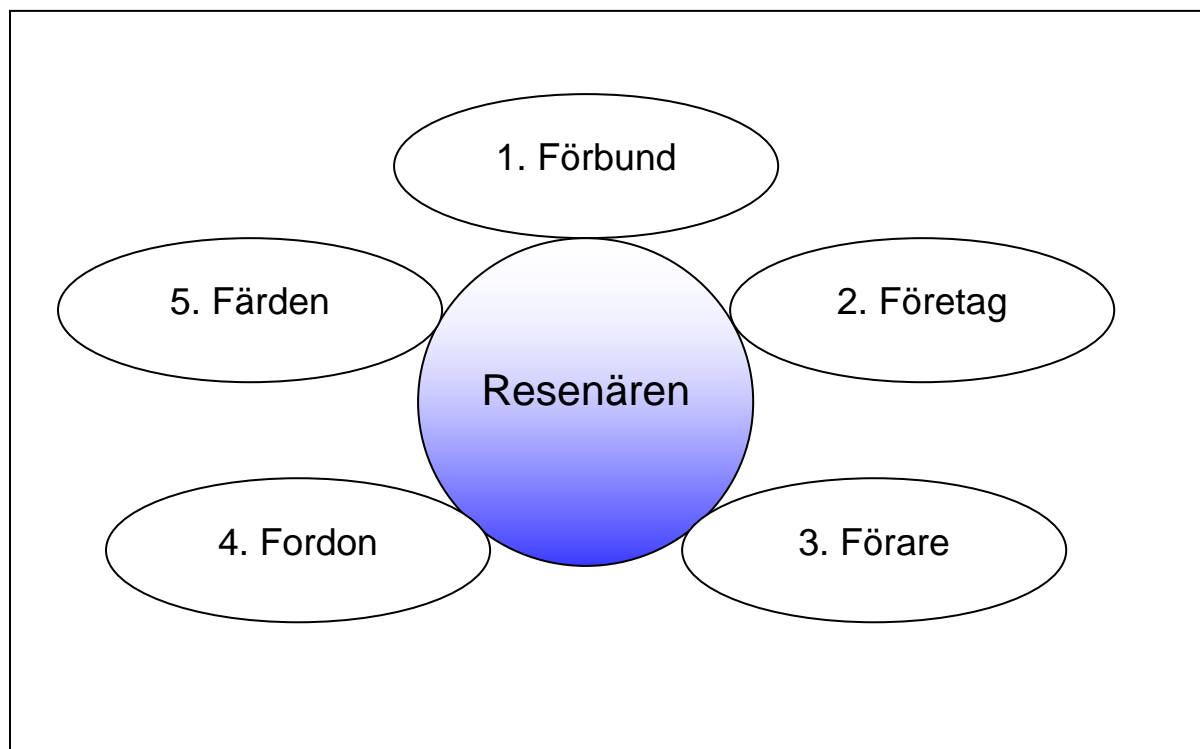 1. Förbund
5. Färden
2. Företag
Resenären
4. Fordon
3. Förare